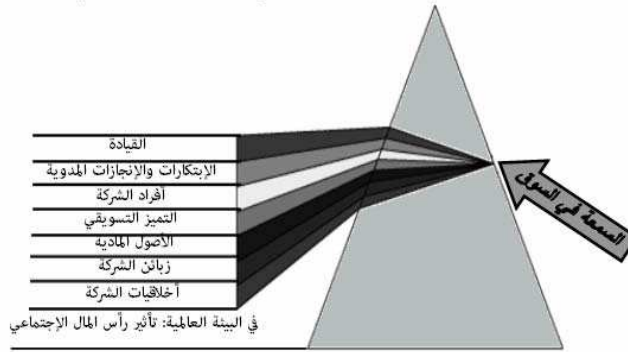 القيادة
الإبتكارات والإنجازات المدوية
أفراد الشركة
التميز التسويقي
الأصول المادية
زبائن الشركة
أخلاقيات الشركة
في البيئة العالمية: تأثير رأس المال الإجتماعي
السمعة في السوق